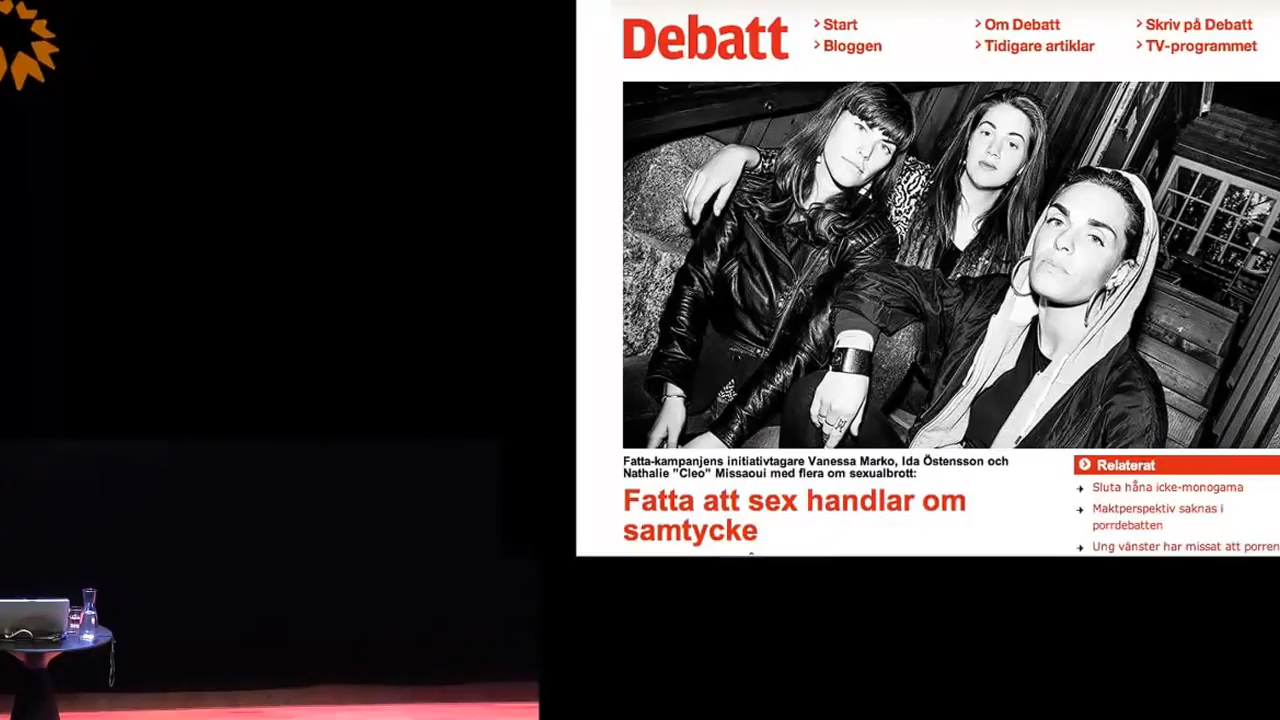 Debatt
> Start
> Om Debatt
> Skriv på Debatt
> Bloggen
> Tidigare artiklar
> TV-programmet
Fatta-kampanjens initiativtagare Vanessa Marko, Ida Östensson och
Nathalie "Cleo" Missaoui med flera om sexualbrott:
Fatta att sex handlar om
samtycke
Relaterat
Sluta håna icke-monogama
Maktperspektiv saknas i
porrdebatten
Ung vänster har missat att porren